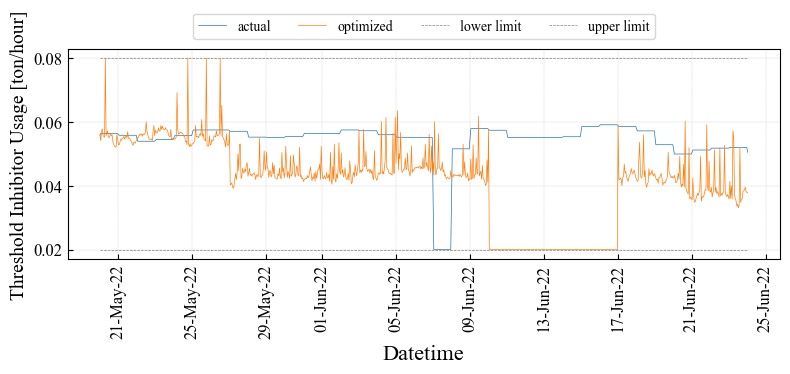 actual optimized lower limit upper limit
Threshold Inhibitor Usage [ton/hour]
0.08
0.06
0.04
0.02
21-May-22 25-May-22 29-May-22 01-Jun-22 05-Jun-22 09-Jun-22 13-Jun-22 17-Jun-22 21-Jun-22 25-Jun-22
Datetime